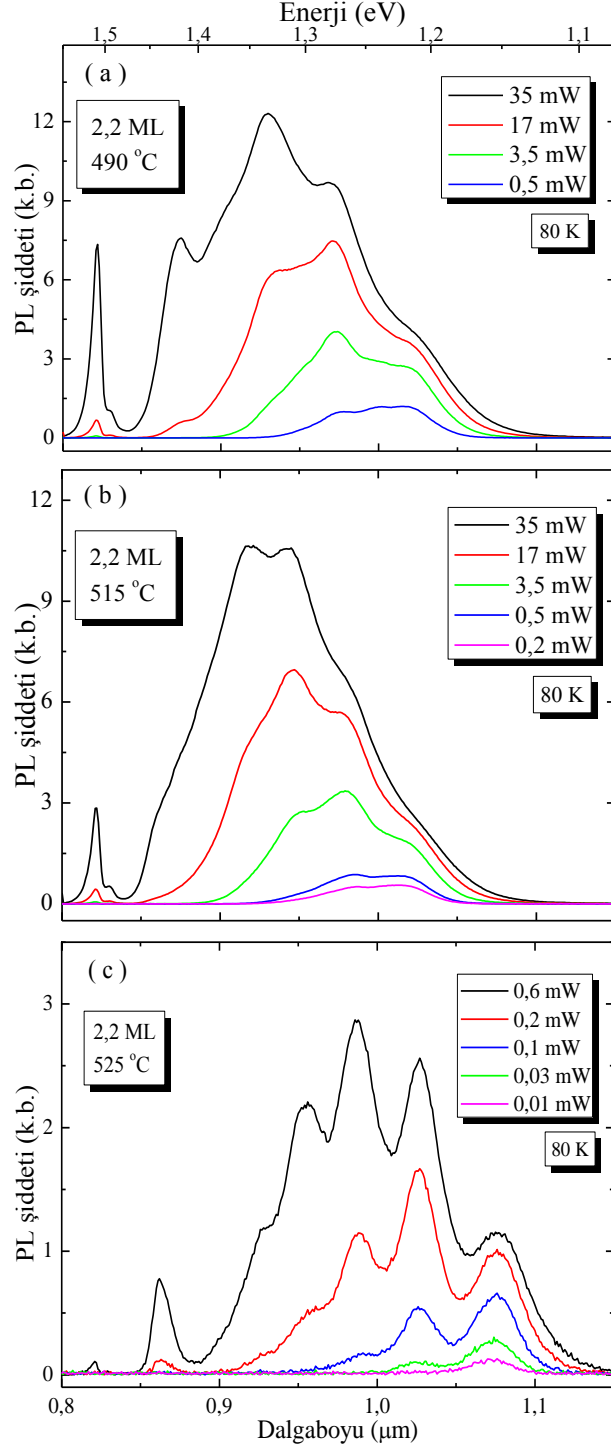 Enerji (eV)
1,5 1,4 1,3 1,2 1,1
( a )
2,2 ML
490 °C
35 mW
17 mW
3,5 mW
0,5 mW
80 K
12
9
6
3
0
PL şiddeti (k.b.)
( b )
2,2 ML
515 °C
35 mW
17 mW
3,5 mW
0,5 mW
0,2 mW
80 K
12
9
6
3
0
PL şiddeti (k.b.)
( c )
2,2 ML
525 °C
0,6 mW
0,2 mW
0,1 mW
0,03 mW
0,01 mW
80 K
3
2
1
0
PL şiddeti (k.b.)
0,8 0,9 1,0 1,1
Dalgaboyu (μm)